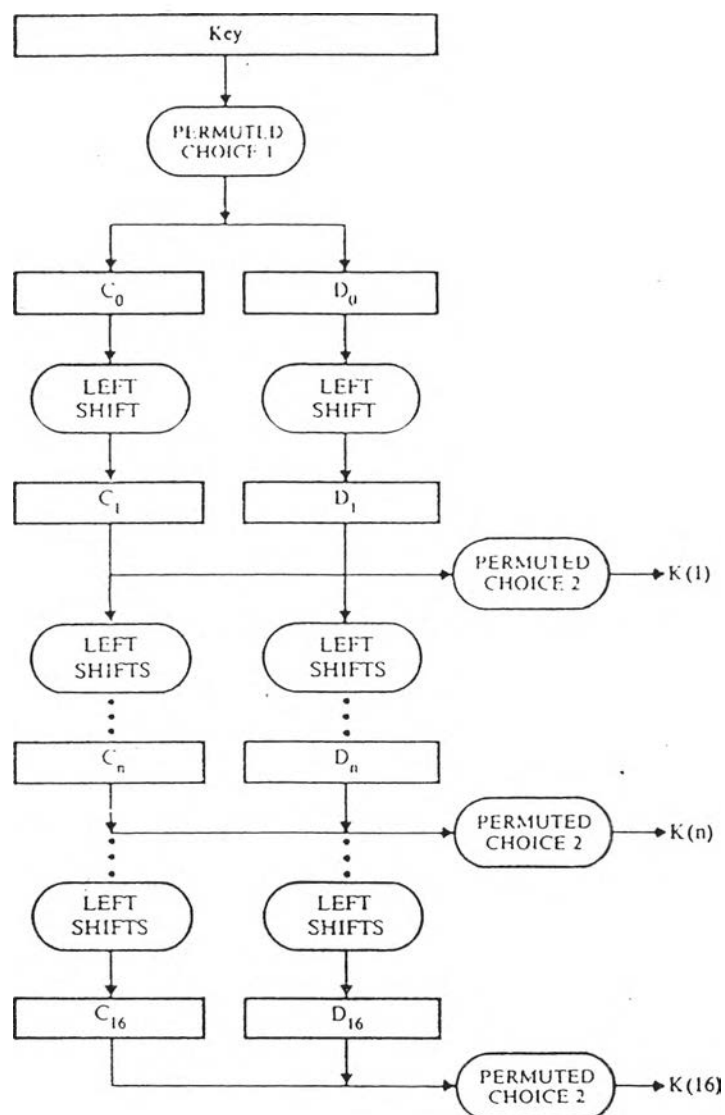 Key
PERMUTED
CHOICE 1
C0
D0
LEFT
SHIFT
LEFT
SHIFT
C1
D1
PERMUTED
CHOICE 2
K(1)
LEFT
SHIFTS
LEFT
SHIFTS
Cn
Dn
PERMUTED
CHOICE 2
K(n)
LEFT
SHIFTS
LEFT
SHIFTS
C16
D16
PERMUTED
CHOICE 2
K(16)